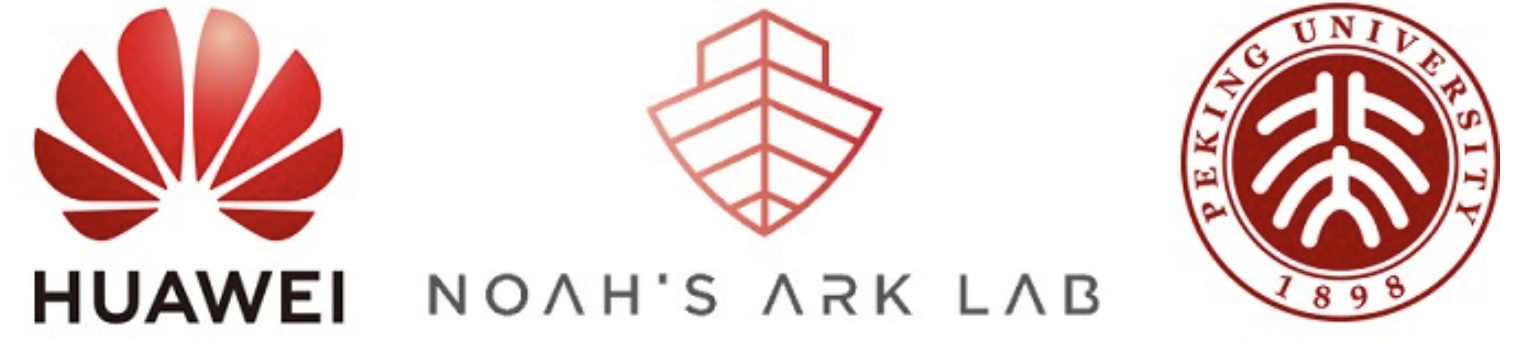 HUAWEI
NOAH'S ARK LAB
PEKING UNIVERSITY
1898